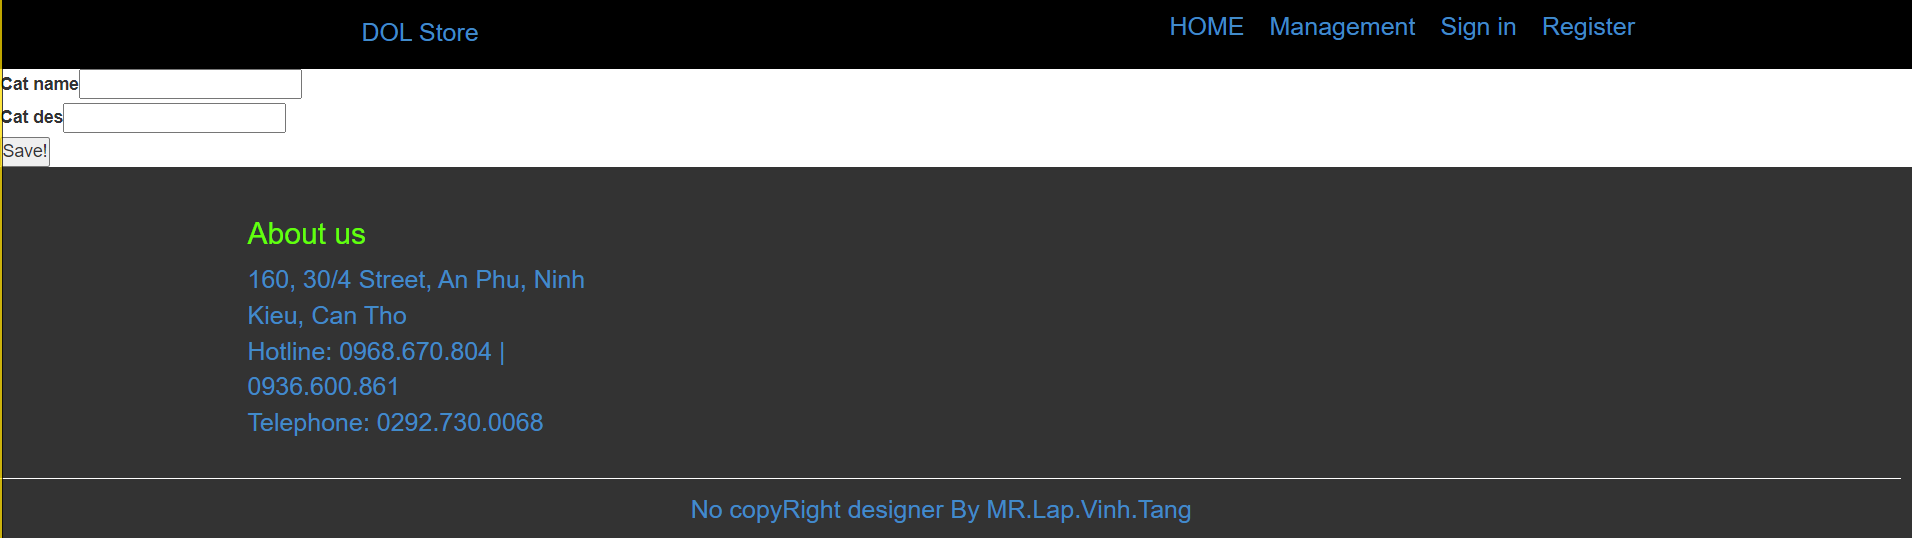 DOL Store HOME Management Sign in Register
Cat name
Cat des
Save!
About us
160, 30/4 Street, An Phu, Ninh
Kieu, Can Tho
Hotline: 0968.670.804 |
0936.600.861
Telephone: 0292.730.0068
No copyRight designer By MR.Lap.Vinh.Tang